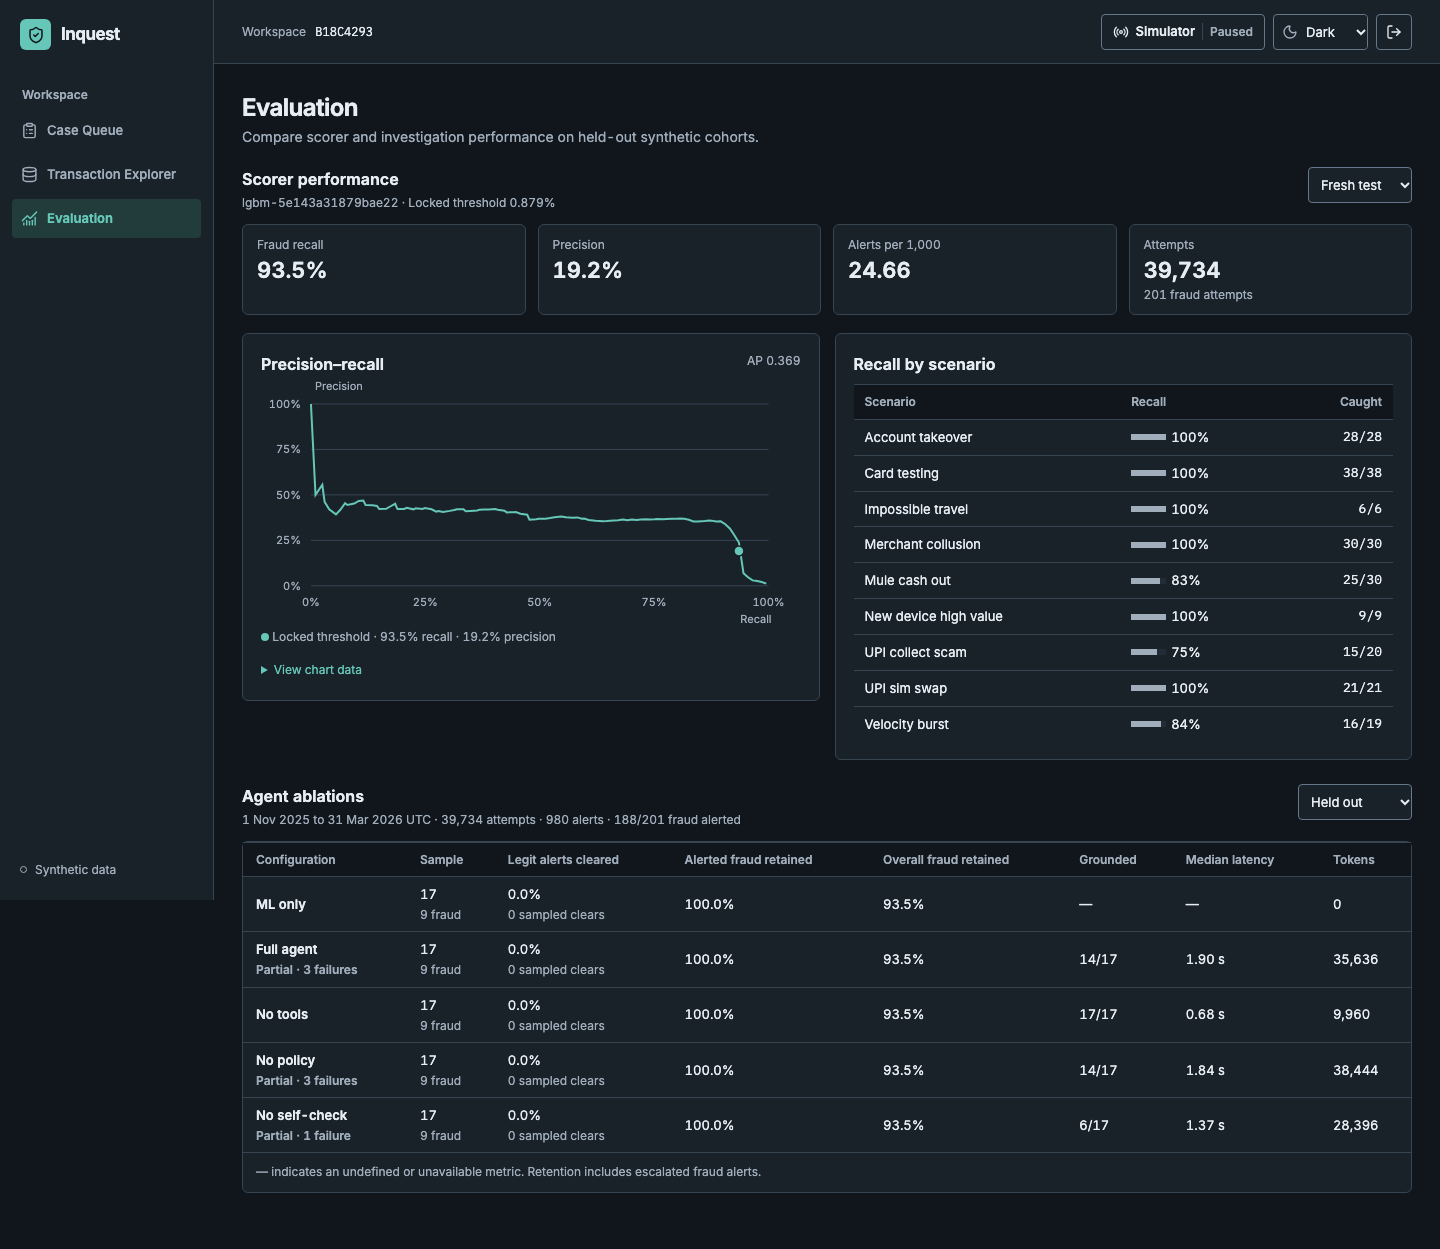 Inquest
Workspace B18C4293
Simulator Paused
Dark
Workspace
Case Queue
Transaction Explorer
Evaluation
Synthetic data
Evaluation
Compare scorer and investigation performance on held-out synthetic cohorts.
Scorer performance
lgbm-5e143a31879bae22 · Locked threshold 0.879%
Fresh test
Fraud recall
93.5%
Precision
19.2%
Alerts per 1,000
24.66
Attempts
39,734
201 fraud attempts
Precision–recall
AP 0.369
Precision
100%
75%
50%
25%
0%
0% 25% 50% 75% 100%
Recall
Locked threshold · 93.5% recall · 19.2% precision
View chart data
Recall by scenario
Scenario Recall Caught
Account takeover 100% 28/28
Card testing 100% 38/38
Impossible travel 100% 6/6
Merchant collusion 100% 30/30
Mule cash out 83% 25/30
New device high value 100% 9/9
UPI collect scam 75% 15/20
UPI sim swap 100% 21/21
Velocity burst 84% 16/19
Agent ablations
1 Nov 2025 to 31 Mar 2026 UTC · 39,734 attempts · 980 alerts · 188/201 fraud alerted
Held out
Configuration Sample Legit alerts cleared Alerted fraud retained Overall fraud retained Grounded Median latency Tokens
ML only 17 0.0% 100.0% 93.5% — — 0
9 fraud 0 sampled clears
Full agent 17 0.0% 100.0% 93.5% 14/17 1.90 s 35,636
Partial · 3 failures 9 fraud 0 sampled clears
No tools 17 0.0% 100.0% 93.5% 17/17 0.68 s 9,960
9 fraud 0 sampled clears
No policy 17 0.0% 100.0% 93.5% 14/17 1.84 s 38,444
Partial · 3 failures 9 fraud 0 sampled clears
No self-check 17 0.0% 100.0% 93.5% 6/17 1.37 s 28,396
Partial · 1 failure 9 fraud 0 sampled clears
— indicates an undefined or unavailable metric. Retention includes escalated fraud alerts.